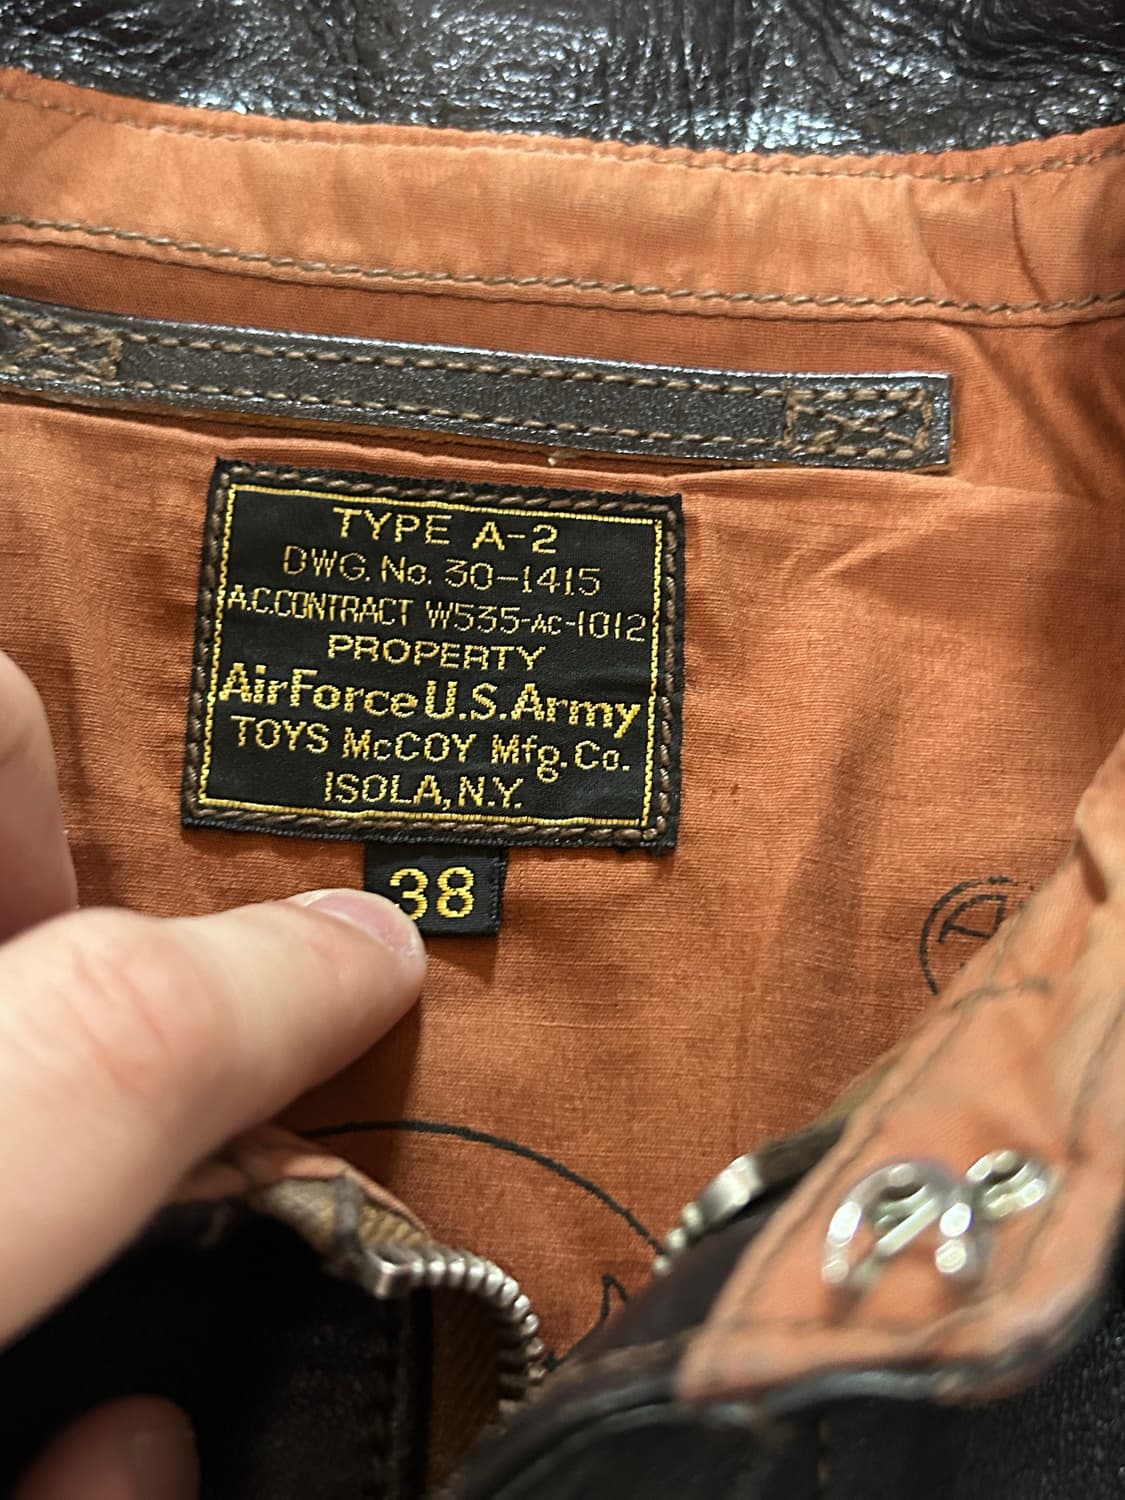 TYPE A-2
DWG. No. 30-1415
A.C.CONTRACT W535-AC-1012
PROPERTY
AirForce U.S.Army
TOYS McCOY Mfg. Co.
ISOLA, N.Y.
38